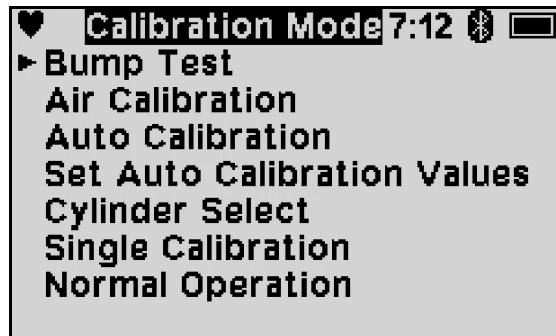 Calibration Mode 7:12
Bump Test
Air Calibration
Auto Calibration
Set Auto Calibration Values
Cylinder Select
Single Calibration
Normal Operation